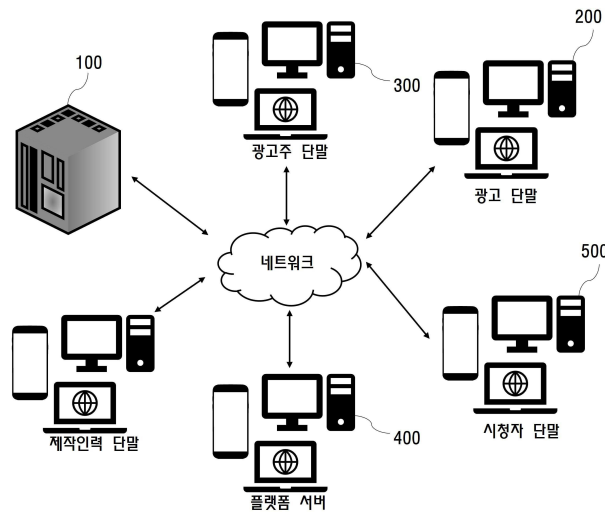 200
100
300
광고주 단말
광고 단말
네트워크
500
제작인력 단말
400
시청자 단말
플랫폼 서버